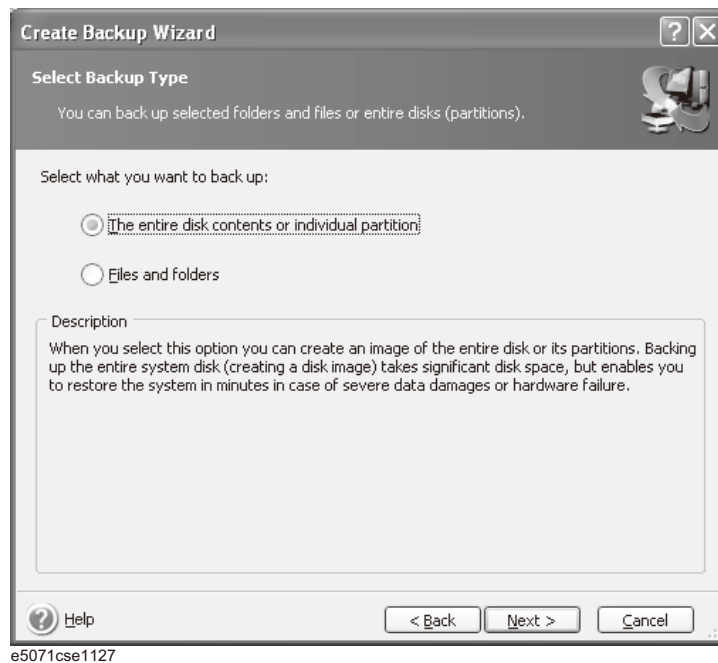 Create Backup Wizard
Select Backup Type
You can back up selected folders and files or entire disks (partitions).
Select what you want to back up:
The entire disk contents or individual partition
Files and folders
Description
When you select this option you can create an image of the entire disk or its partitions. Backing
up the entire system disk (creating a disk image) takes significant disk space, but enables you
to restore the system in minutes in case of severe data damages or hardware failure.
Help
< Back
Next >
Cancel
e5071cse1127